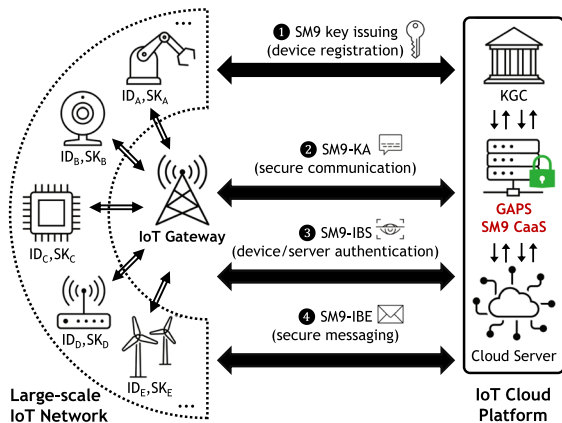 ...
ID_A,SK_A
ID_B,SK_B
ID_C,SK_C
ID_D,SK_D
ID_E,SK_E
...
IoT Gateway
Large-scale
IoT Network
❶ SM9 key issuing
(device registration)
❷ SM9-KA
(secure communication)
❸ SM9-IBS
(device/server authentication)
❹ SM9-IBE
(secure messaging)
KGC
GAPS
SM9 CaaS
Cloud Server
IoT Cloud
Platform